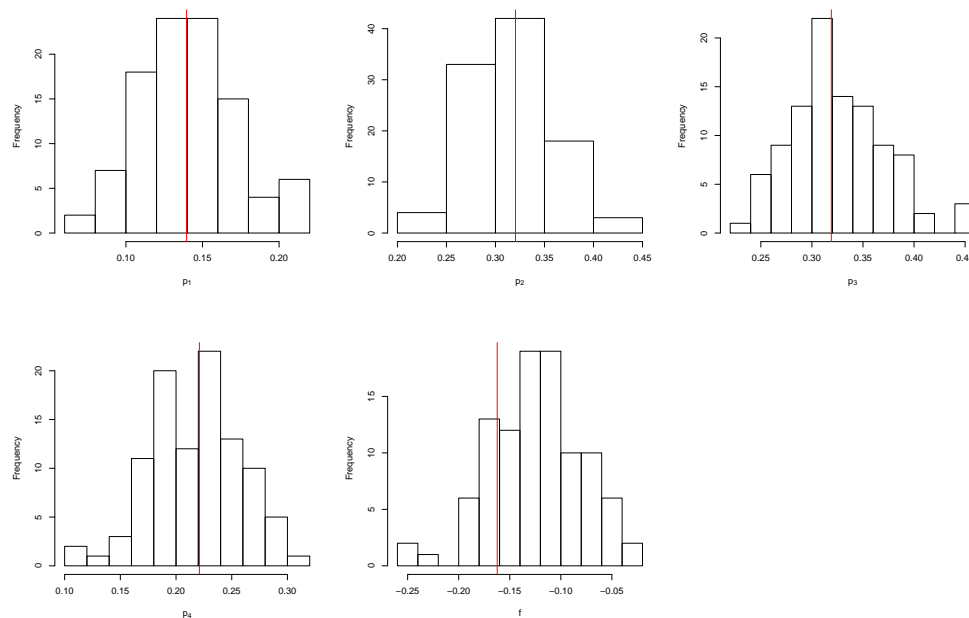 Frequency
0 5 10 15 20
0.10 0.15 0.20
p1
Frequency
0 10 20 30 40
0.20 0.25 0.30 0.35 0.40 0.45
p2
Frequency
0 5 10 15 20
0.25 0.30 0.35 0.40
p3
Frequency
0 5 10 15 20
0.10 0.15 0.20 0.25 0.30
p4
Frequency
0 5 10 15
−0.25 −0.20 −0.15 −0.10 −0.05
f